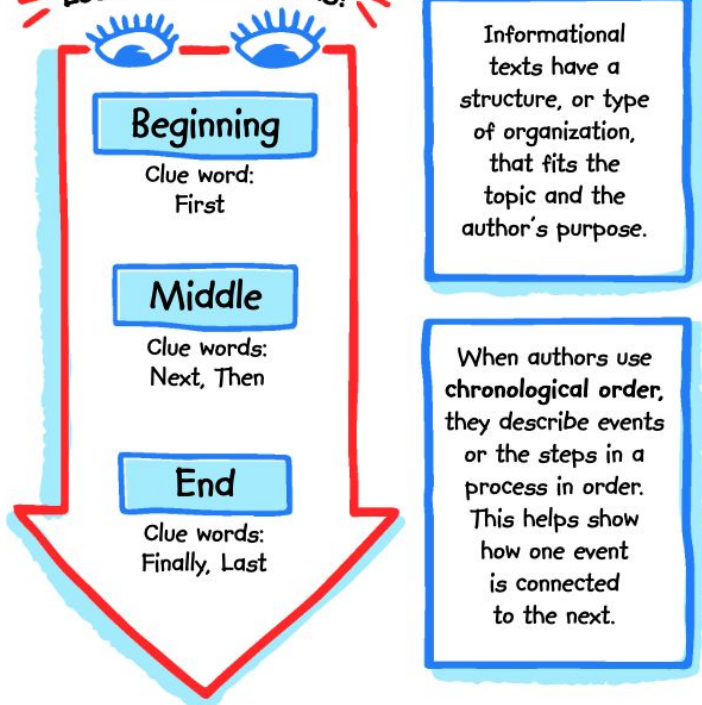 Beginning
Clue word:
First
Middle
Clue words:
Next, Then
End
Clue words:
Finally, Last
Informational
texts have a
structure, or type
of organization,
that fits the
topic and the
author's purpose.
When authors use
chronological order,
they describe events
or the steps in a
process in order.
This helps show
how one event
is connected
to the next.